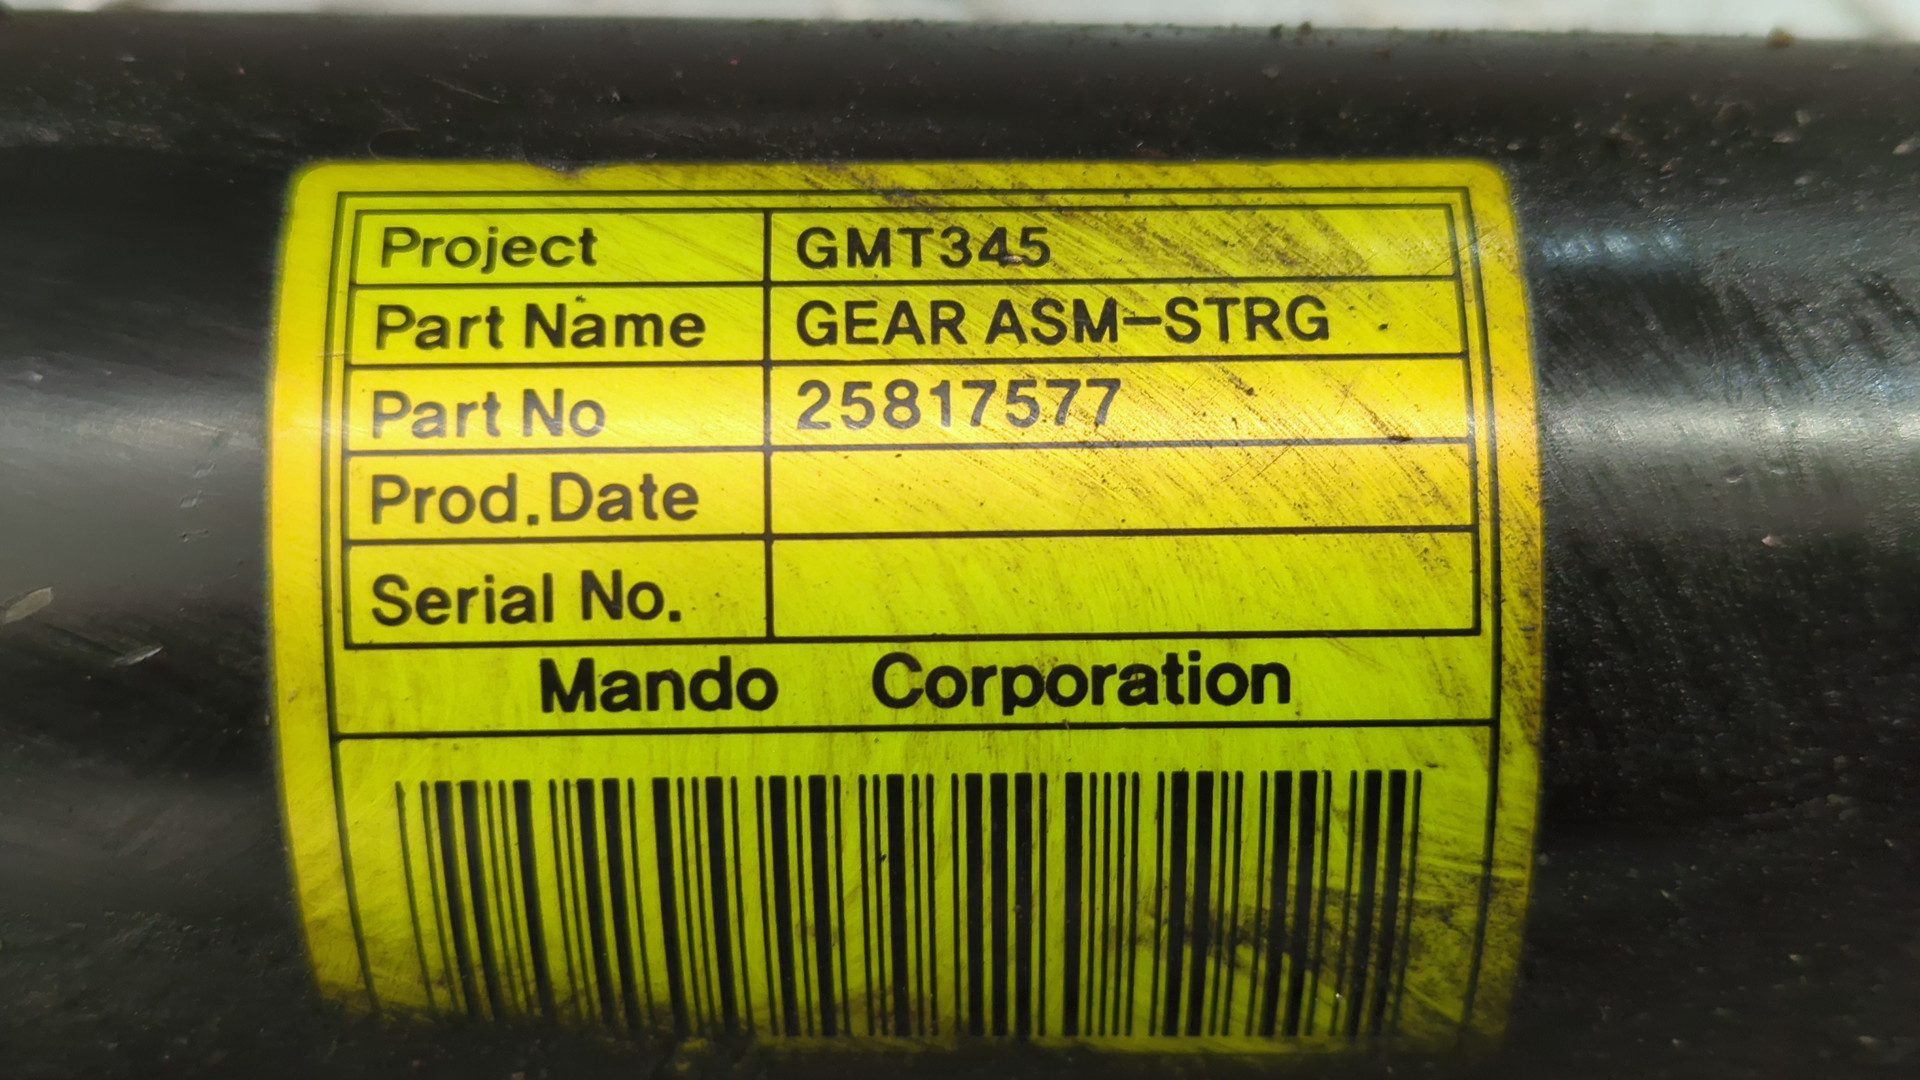 Project GMT345
Part Name GEAR ASM-STRG
Part No 25817577
Prod.Date
Serial No.
Mando Corporation